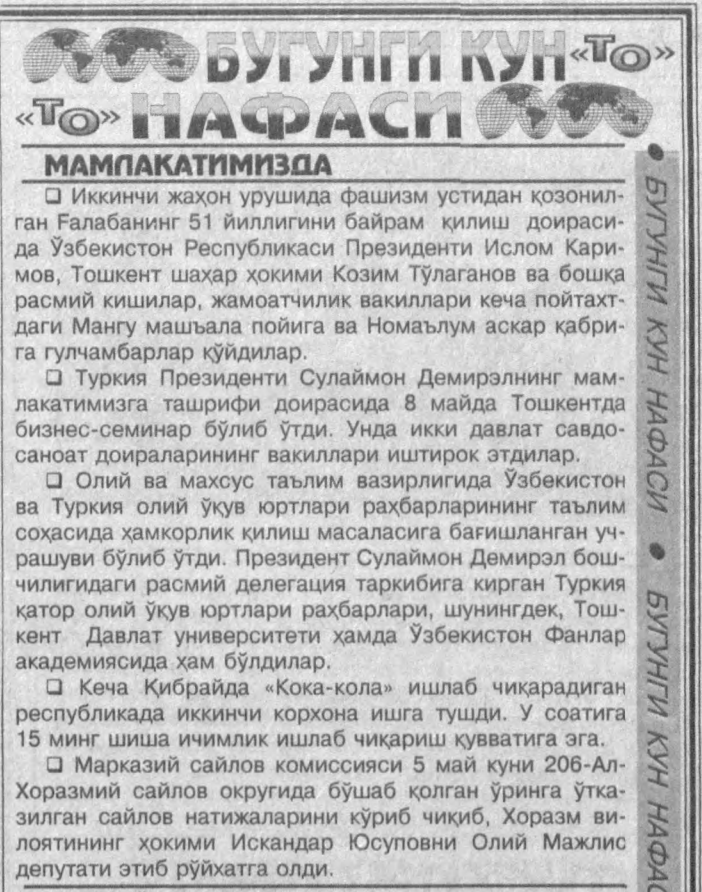 БУГУНГИ КУН «ТО»
«ТО» НАФАСИ
МАМЛАКАТИМИЗДА
❑ Иккинчи жаҳон урушида фашизм устидан қозонил-
ган Ғалабанинг 51 йиллигини байрам қилиш доираси-
да Ўзбекистон Республикаси Президенти Ислом Кари-
мов, Тошкент шаҳар ҳокими Козим Тўлаганов ва бошқа
расмий кишилар, жамоатчилик вакиллари кеча пойтахт-
даги Мангу машъала пойига ва Номаълум аскар қабри-
га гулчамбарлар қўйдилар.
❑ Туркия Президенти Сулаймон Демирэлнинг мам-
лакатимизга ташрифи доирасида 8 майда Тошкентда
бизнес-семинар бўлиб ўтди. Унда икки давлат савдо-
саноат доираларининг вакиллари иштирок этдилар.
❑ Олий ва махсус таълим вазирлигида Ўзбекистон
ва Туркия олий ўқув юртлари раҳбарларининг таълим
соҳасида ҳамкорлик қилиш масаласига бағишланган уч-
рашуви бўлиб ўтди. Президент Сулаймон Демирэл бош-
чилигидаги расмий делегация таркибига кирган Туркия
қатор олий ўқув юртлари раҳбарлари, шунингдек, Тош-
кент Давлат университети ҳамда Ўзбекистон Фанлар
академиясида ҳам бўлдилар.
❑ Кеча Қибрайда «Кока-кола» ишлаб чиқарадиган
республикада иккинчи корхона ишга тушди. У соатига
15 минг шиша ичимлик ишлаб чиқариш қувватига эга.
❑ Марказий сайлов комиссияси 5 май куни 206-Ал-
Хоразмий сайлов округида бўшаб қолган ўринга ўтка-
зилган сайлов натижаларини кўриб чиқиб, Хоразм ви-
лоятининг ҳокими Искандар Юсуповни Олий Мажлис
депутати этиб рўйхатга олди.
● БУГУНГИ КУН НАФАСИ ● БУГУНГИ КУН НАФА